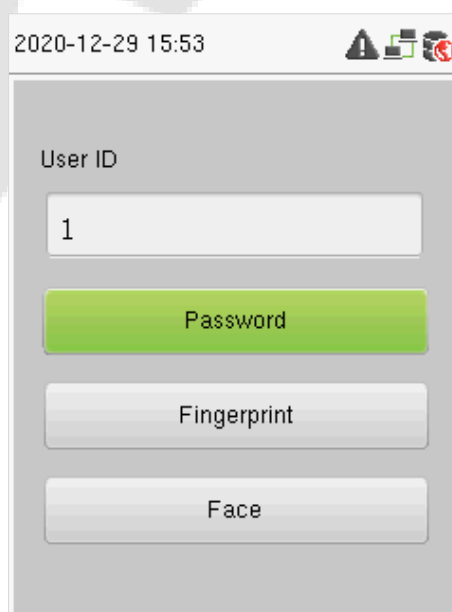 2020-12-29 15:53
User ID
1
Password
Fingerprint
Face